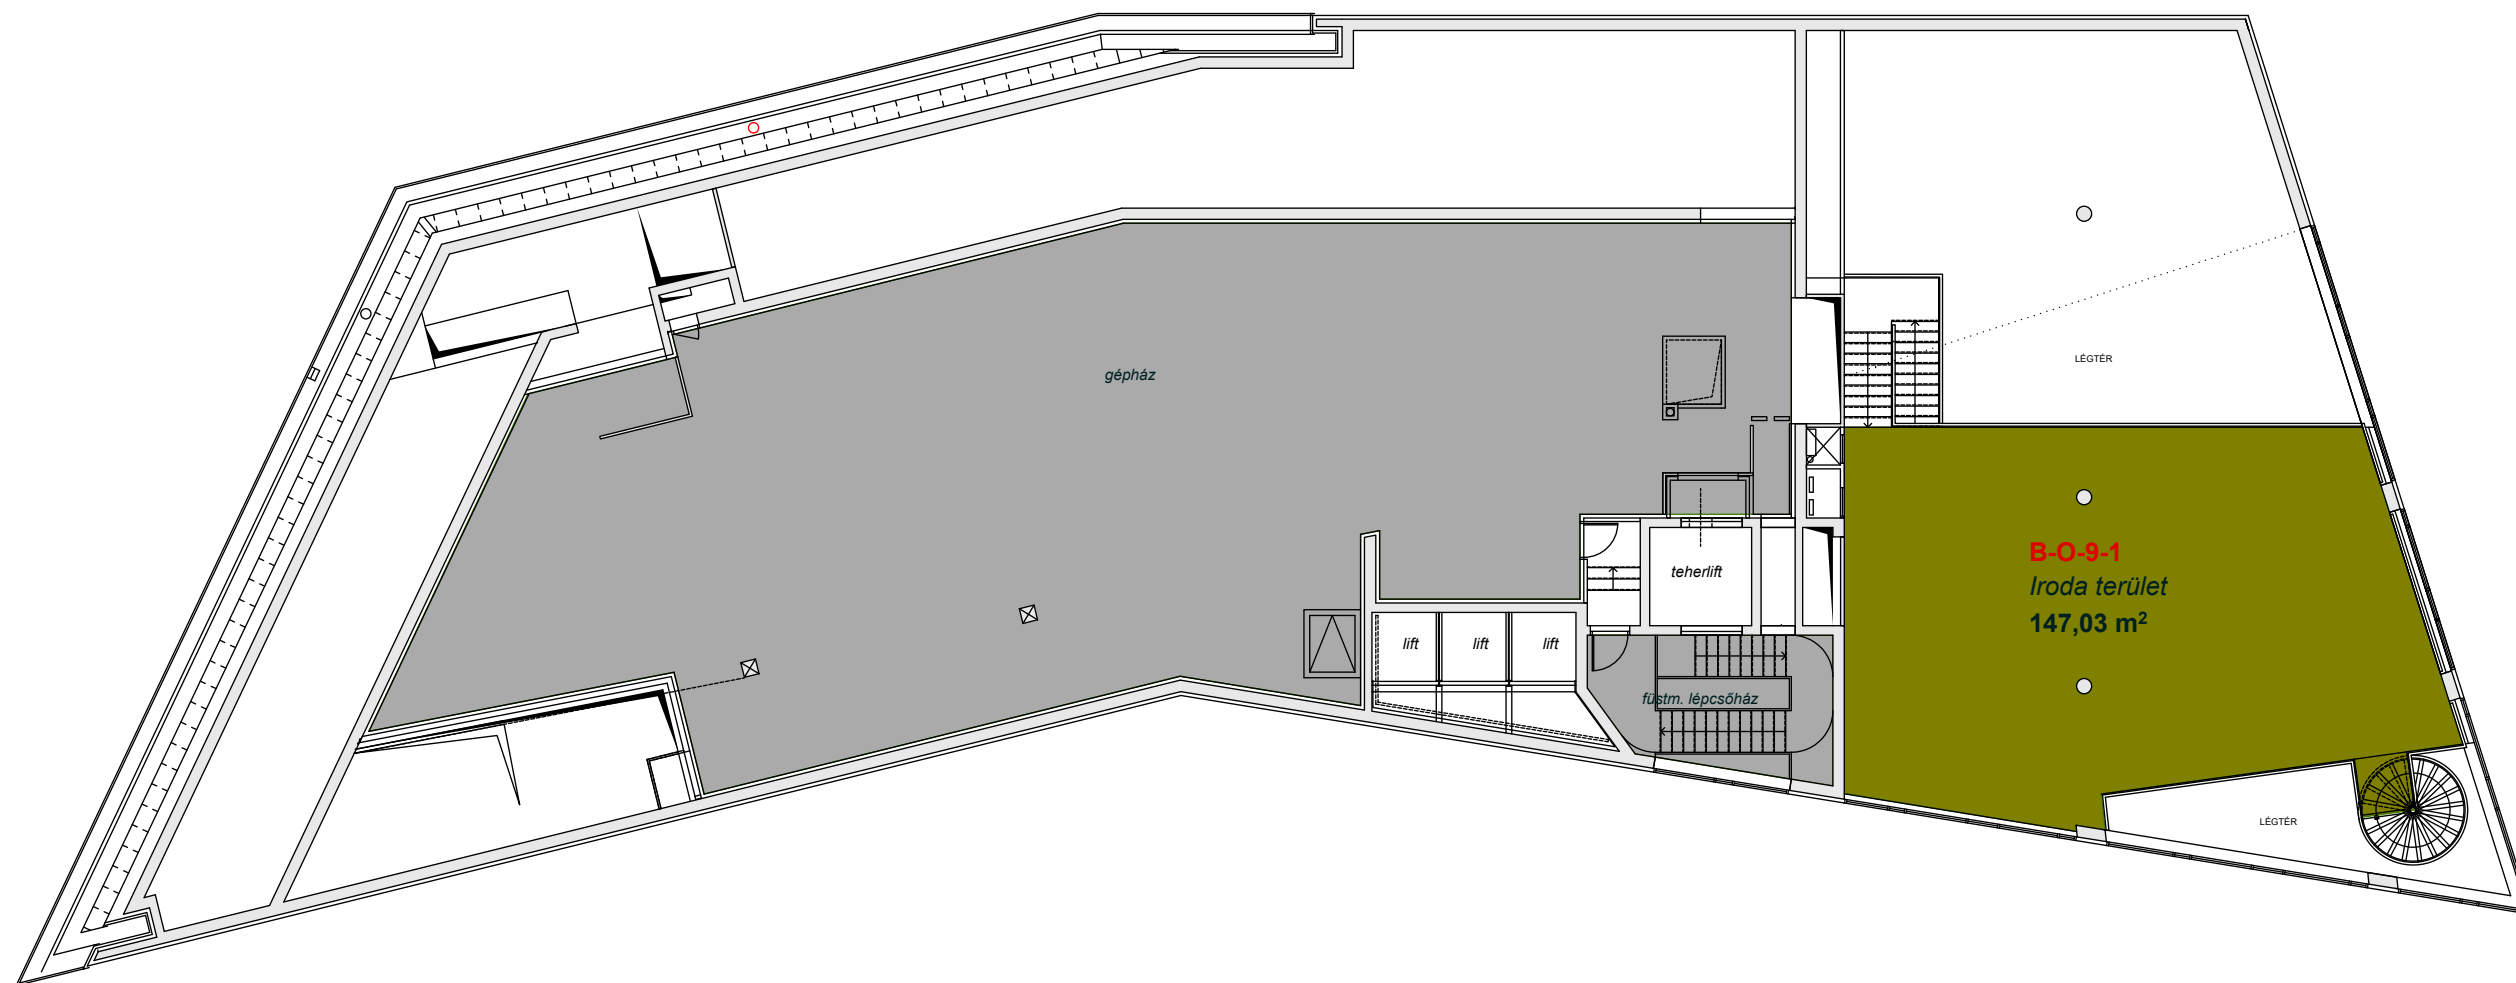 LÉGTÉR
gépház
B-O-9-1
Iroda terület
147,03 m²
teherlift
lift
lift
lift
füstm. lépcsőház
LÉGTÉR